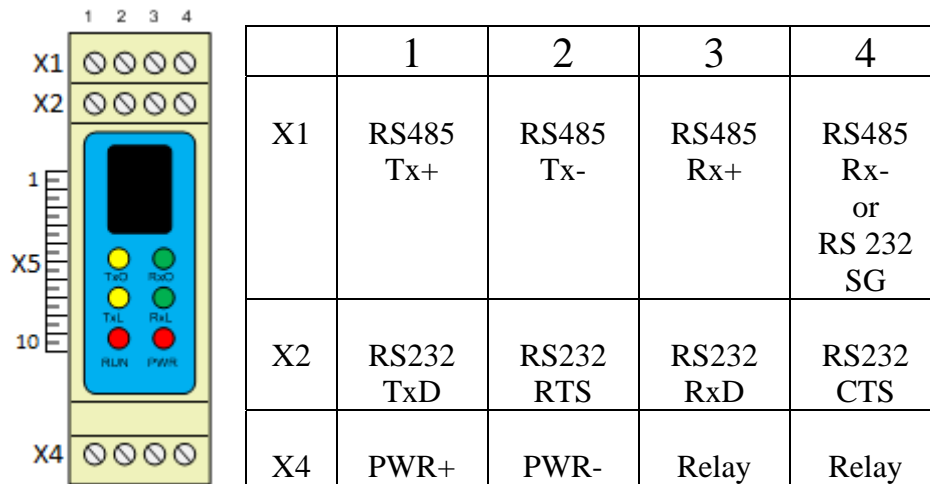 1 2 3 4
X1
X2
1
X5
10
X4
TxO RxO
TxL RxL
RUN PWR
1 2 3 4
X1 RS485 RS485 RS485 RS485
Tx+ Tx- Rx+ Rx-
or
RS 232
SG
X2 RS232 RS232 RS232 RS232
TxD RTS RxD CTS
X4 PWR+ PWR- Relay Relay